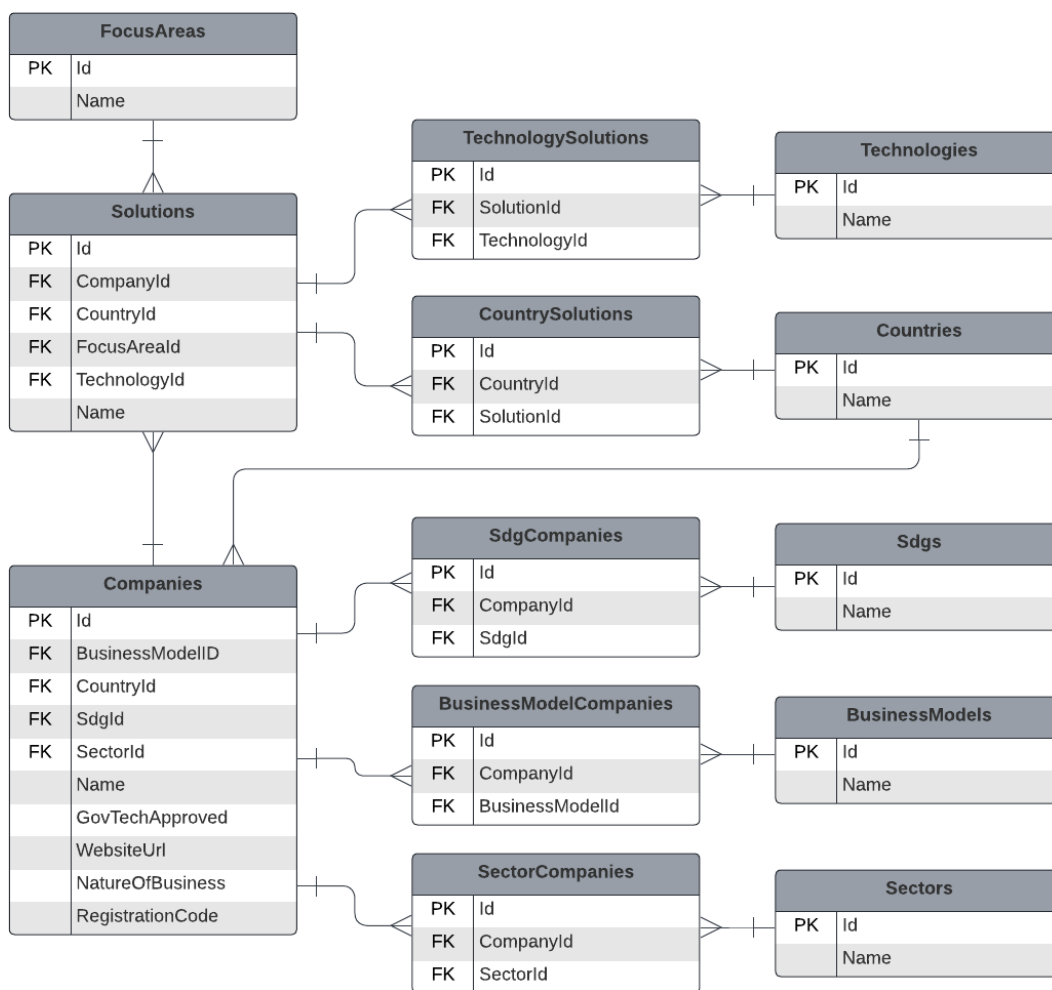 FocusAreas
PK Id
Name
Solutions
PK Id
FK CompanyId
FK CountryId
FK FocusAreaId
FK TechnologyId
Name
TechnologySolutions
PK Id
FK SolutionId
FK TechnologyId
Technologies
PK Id
Name
CountrySolutions
PK Id
FK CountryId
FK SolutionId
Countries
PK Id
Name
Companies
PK Id
FK BusinessModelID
FK CountryId
FK SdgId
FK SectorId
Name
GovTechApproved
WebsiteUrl
NatureOfBusiness
RegistrationCode
SdgCompanies
PK Id
FK CompanyId
FK SdgId
Sdgs
PK Id
Name
BusinessModelCompanies
PK Id
FK CompanyId
FK BusinessModelId
BusinessModels
PK Id
Name
SectorCompanies
PK Id
FK CompanyId
FK SectorId
Sectors
PK Id
Name